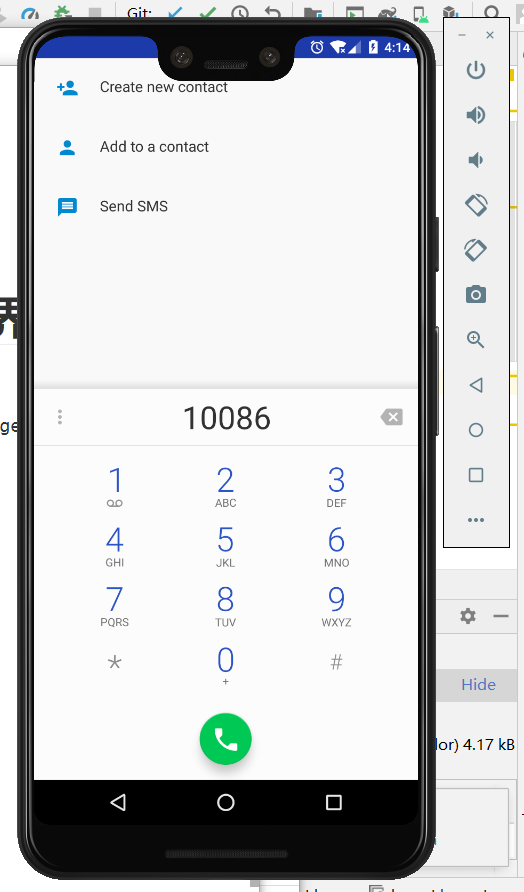 Git:
4:14
Create new contact
Add to a contact
Send SMS
10086
1
2 ABC
3 DEF
4 GHI
5 JKL
6 MNO
7 PQRS
8 TUV
9 WXYZ
*
0 +
#
Hide
4.17 kB